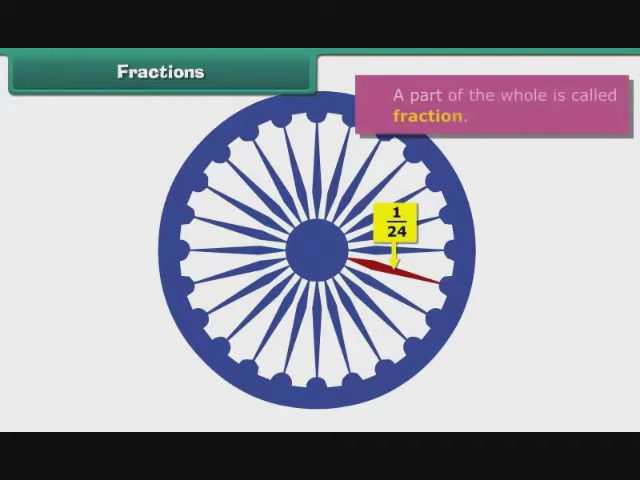 Fractions
A part of the whole is called
fraction.
1
24